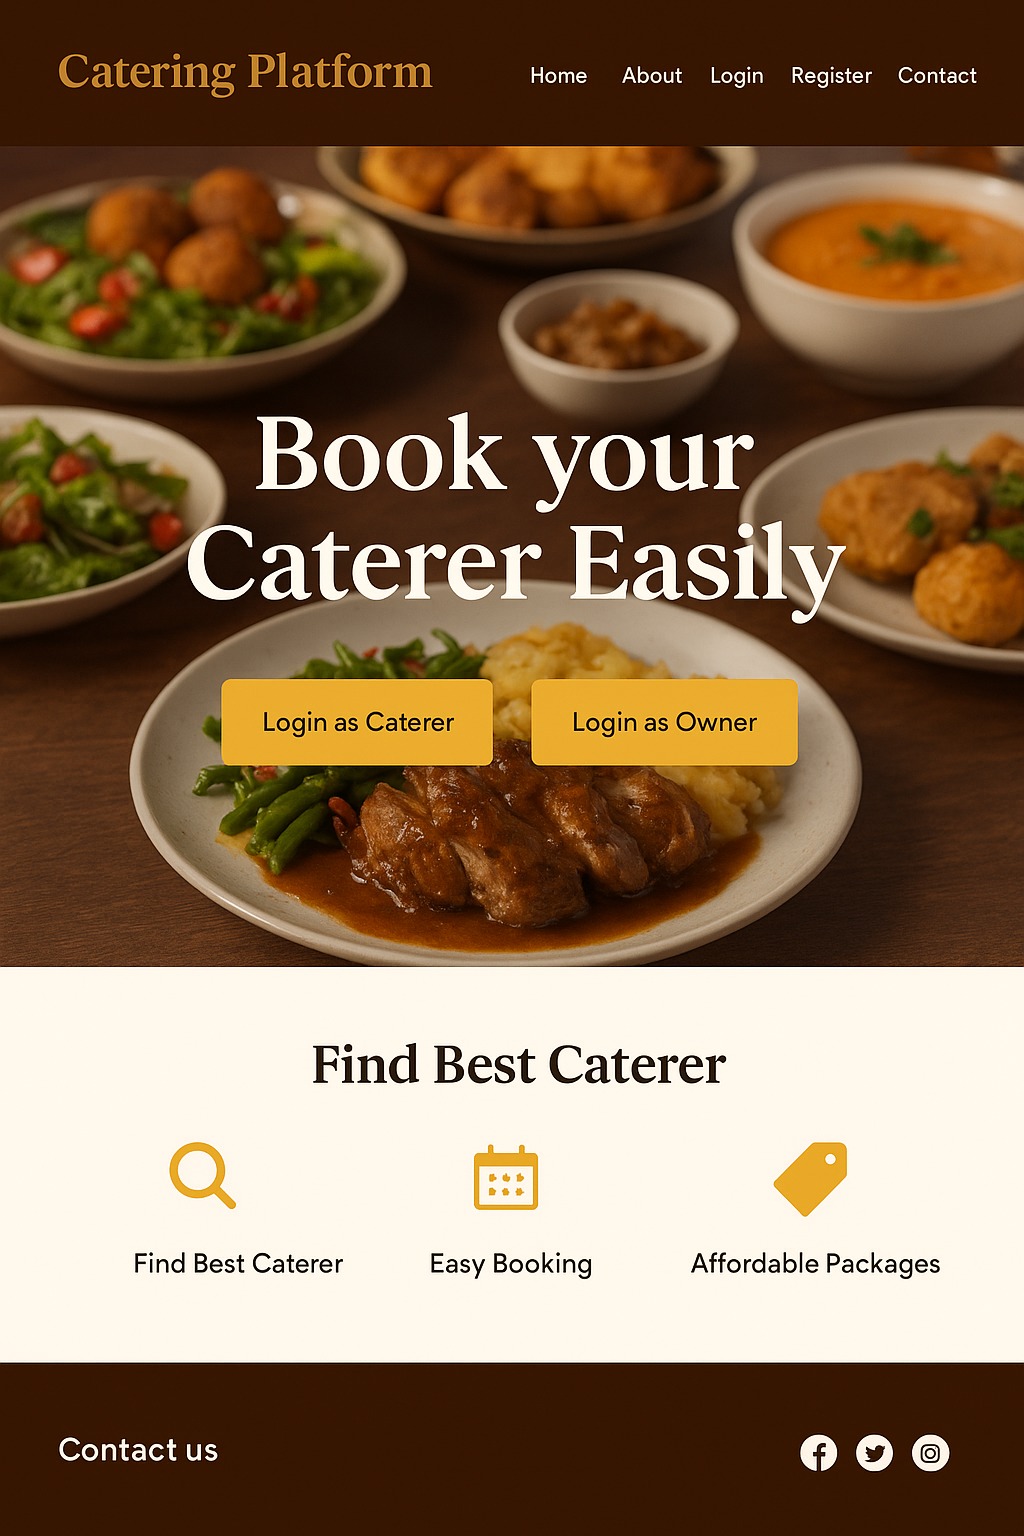 Catering Platform
Home About Login Register Contact
Book your
Caterer Easily
Login as Caterer
Login as Owner
Find Best Caterer
Find Best Caterer
Easy Booking
Affordable Packages
Contact us